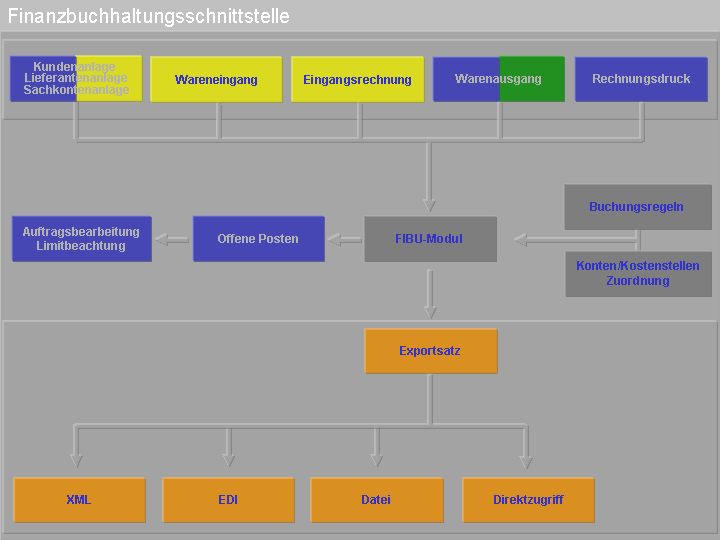 Finanzbuchhaltungsschnittstelle
Kundenanlage
Lieferantenanlage
Sachkontenanlage
Wareneingang
Eingangsrechnung
Warenausgang
Rechnungsdruck
Buchungsregeln
Auftragsbearbeitung
Limitbeachtung
Offene Posten
FIBU-Modul
Konten/Kostenstellen
Zuordnung
Exportsatz
XML
EDI
Datei
Direktzugriff